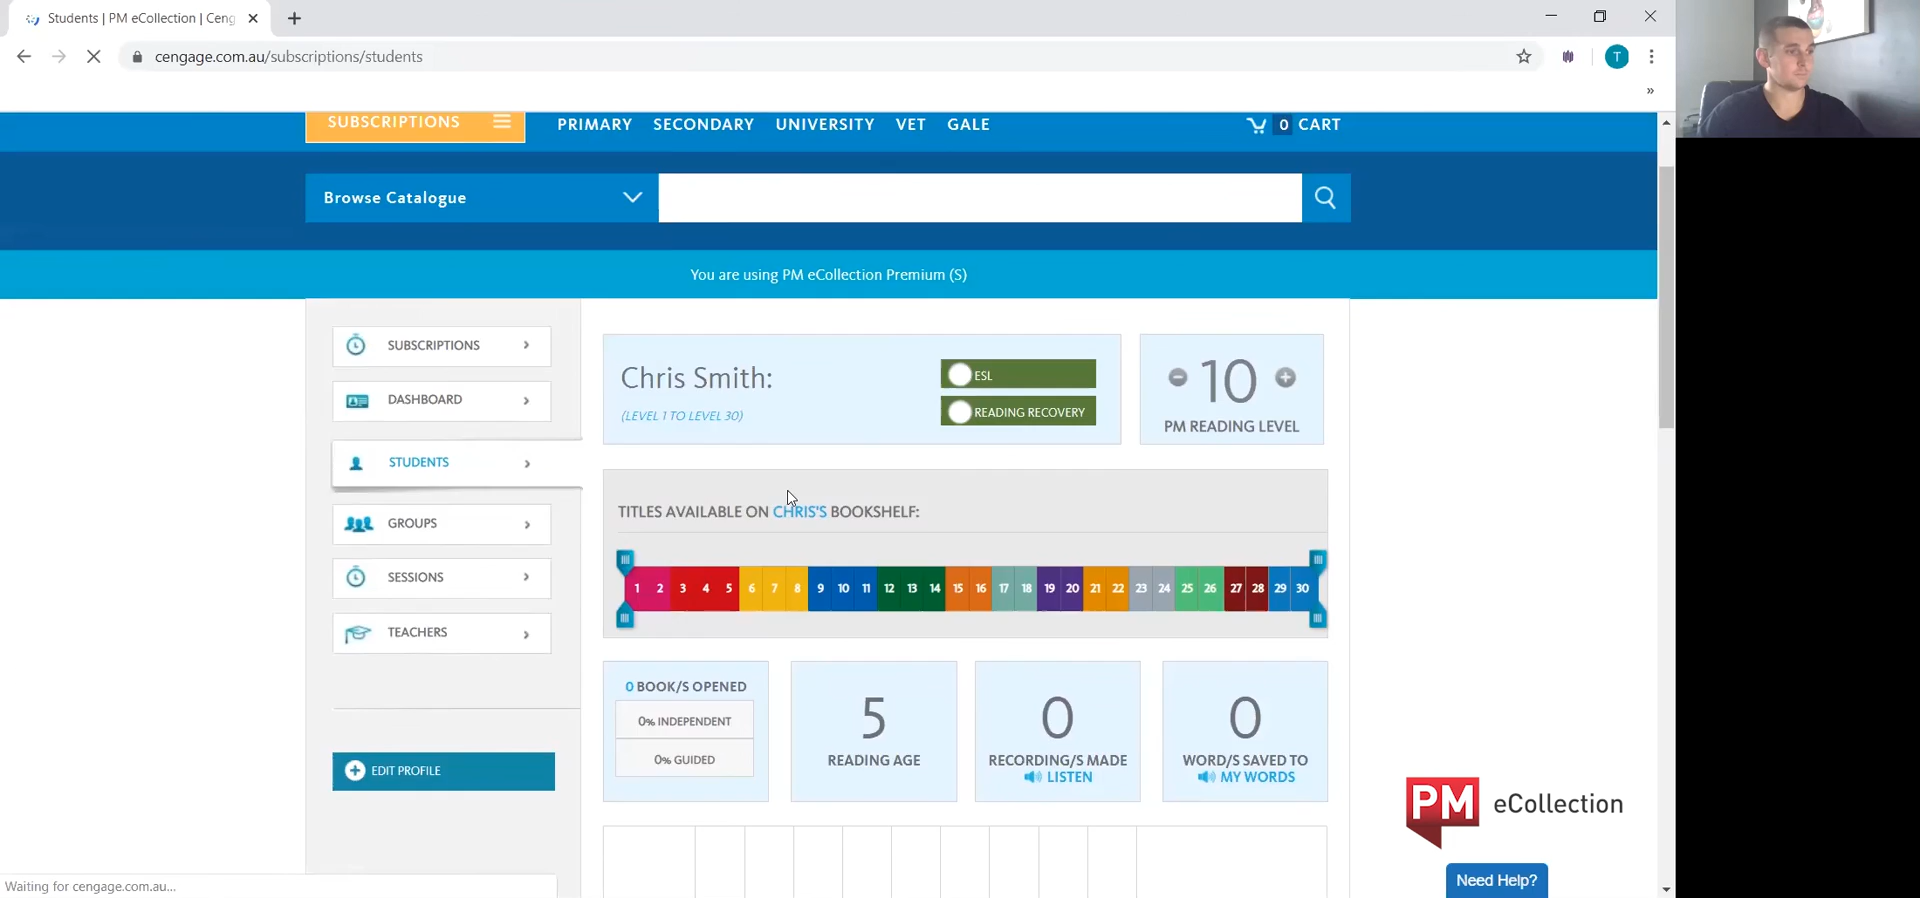 Students | PM eCollection | Ceng
cengage.com.au/subscriptions/students
T
»
SUBSCRIPTIONS
PRIMARY SECONDARY UNIVERSITY VET GALE
0 CART
Browse Catalogue
You are using PM eCollection Premium (S)
SUBSCRIPTIONS
DASHBOARD
STUDENTS
GROUPS
SESSIONS
TEACHERS
EDIT PROFILE
Chris Smith:
(LEVEL 1 TO LEVEL 30)
ESL
READING RECOVERY
10
PM READING LEVEL
TITLES AVAILABLE ON CHRIS'S BOOKSHELF:
1 2 3 4 5 6 7 8 9 10 11 12 13 14 15 16 17 18 19 20 21 22 23 24 25 26 27 28 29 30
0 BOOK/S OPENED
0% INDEPENDENT
0% GUIDED
5
READING AGE
0
RECORDING/S MADE
LISTEN
0
WORD/S SAVED TO
MY WORDS
PM eCollection
Need Help?
Waiting for cengage.com.au...